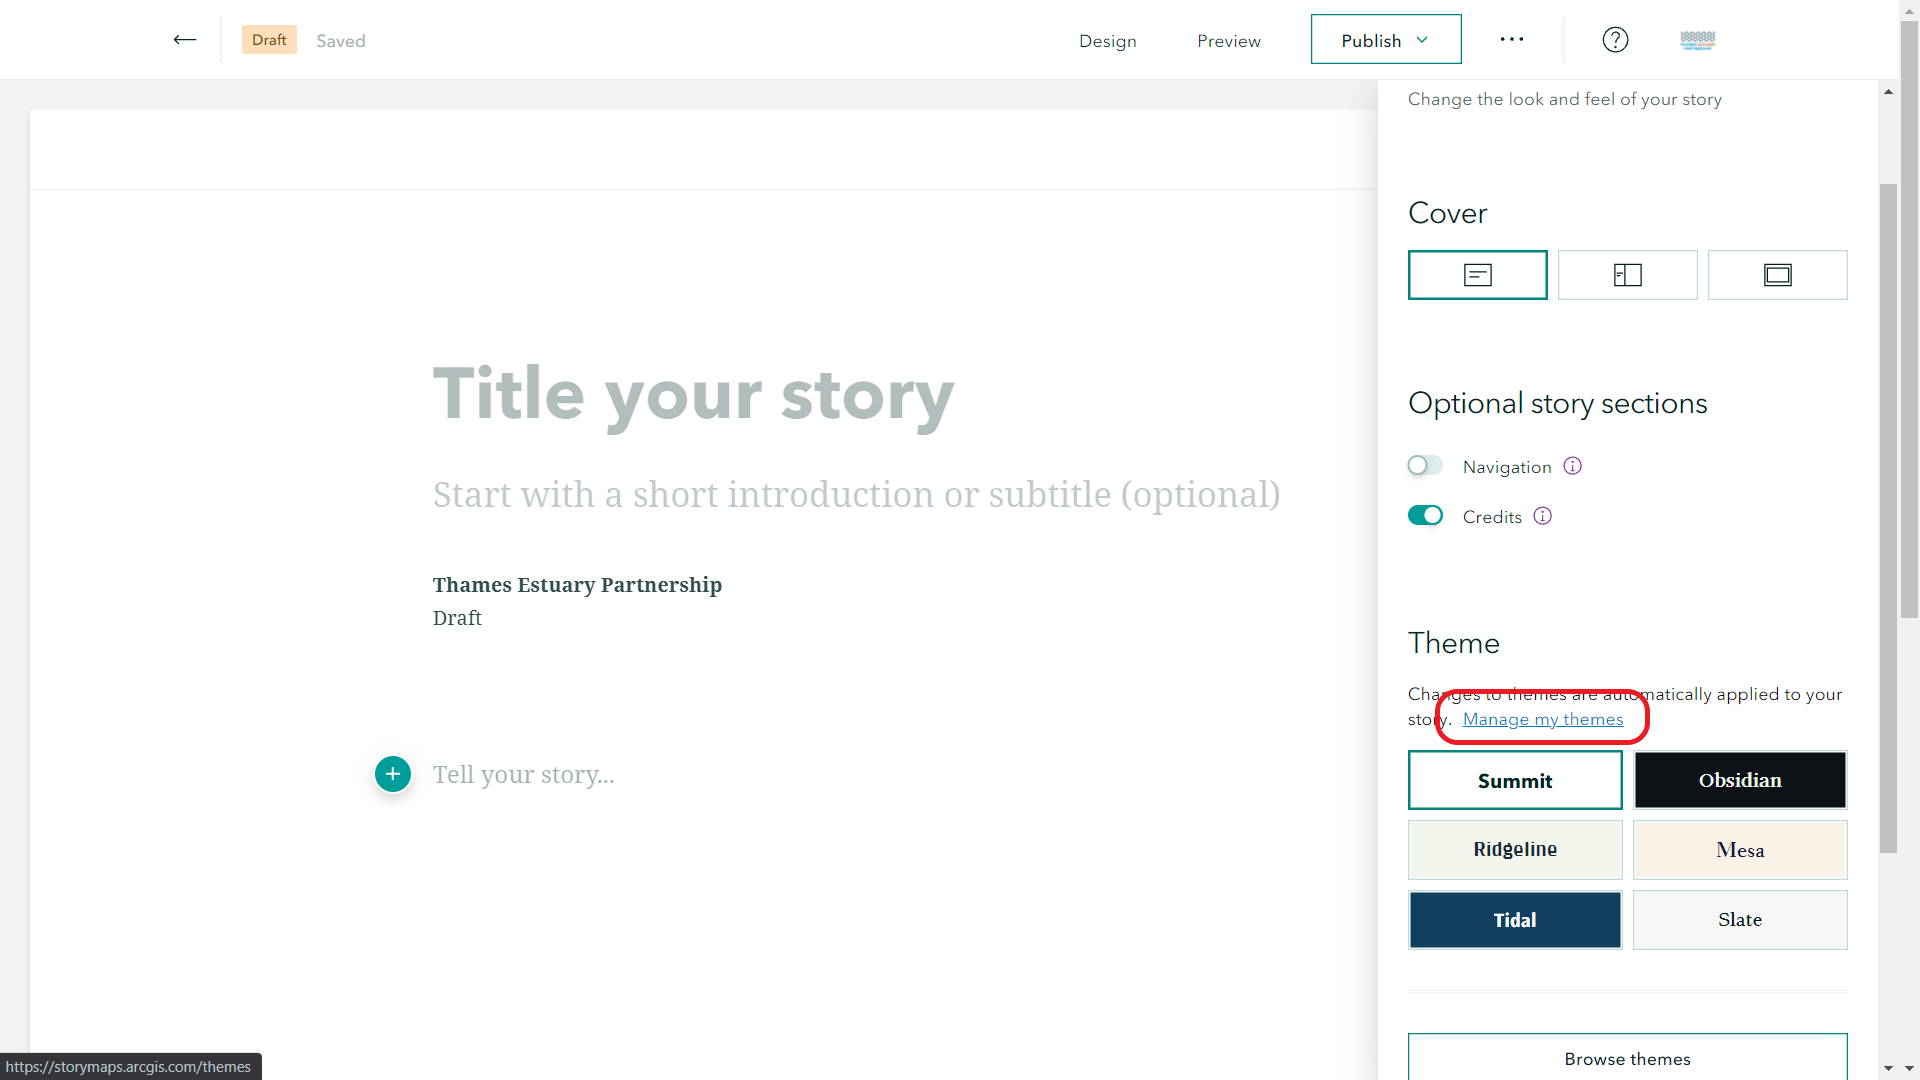 Draft
Saved
Design
Preview
Publish
THAMES ESTUARY
PARTNERSHIP
Change the look and feel of your story
Cover
Optional story sections
Navigation
Credits
Theme
Changes to themes are automatically applied to your
story. Manage my themes
Summit
Obsidian
Ridgeline
Mesa
Tidal
Slate
Browse themes
Title your story
Start with a short introduction or subtitle (optional)
Thames Estuary Partnership
Draft
Tell your story...
https://storymaps.arcgis.com/themes